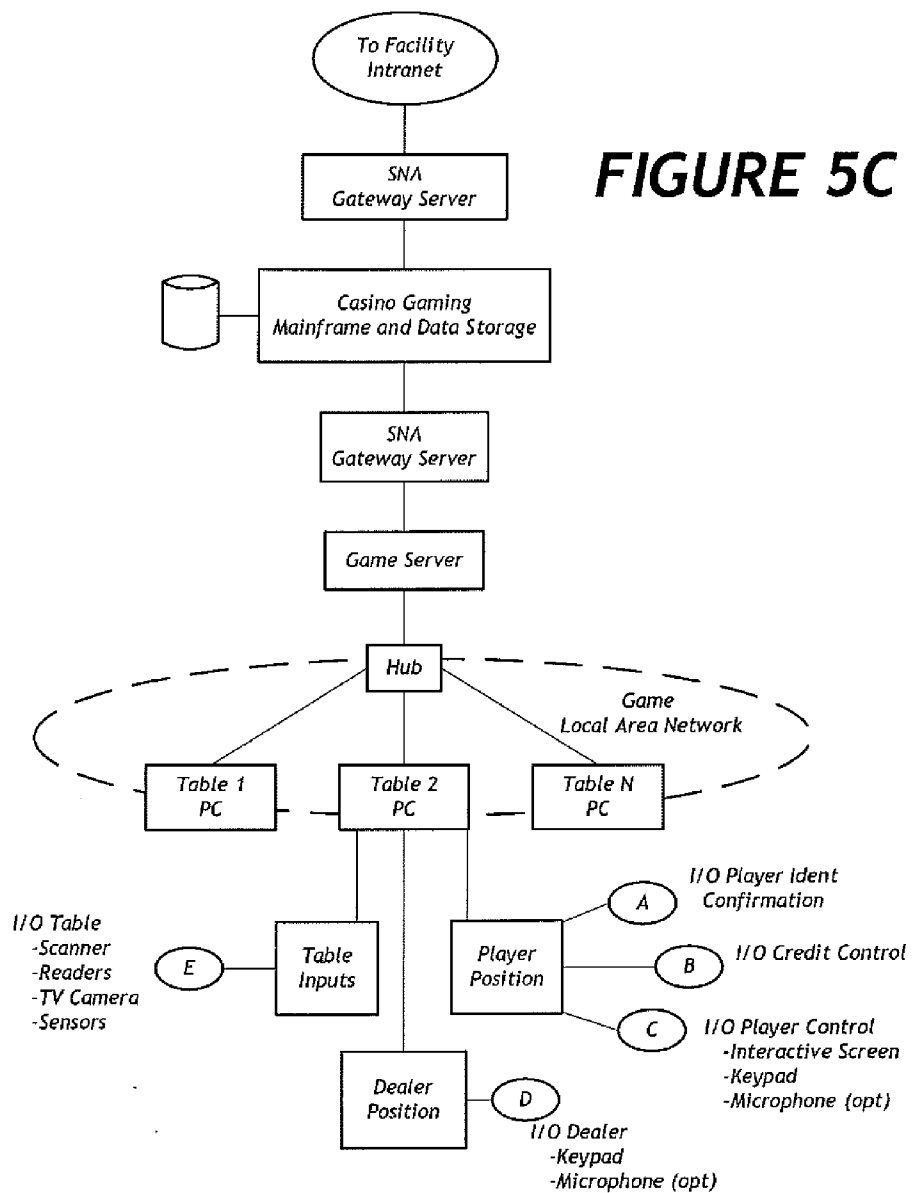 To Facility
Intranet
FIGURE 5C
SNA
Gateway Server
Casino Gaming
Mainframe and Data Storage
SNA
Gateway Server
Game Server
Hub
Game
Local Area Network
Table 1
PC
Table 2
PC
Table N
PC
I/O Table
-Scanner
-Readers
-TV Camera
-Sensors
E
Table
Inputs
Player
Position
A
I/O Player Ident
Confirmation
B
I/O Credit Control
C
I/O Player Control
-Interactive Screen
-Keypad
-Microphone (opt)
Dealer
Position
D
I/O Dealer
-Keypad
-Microphone (opt)